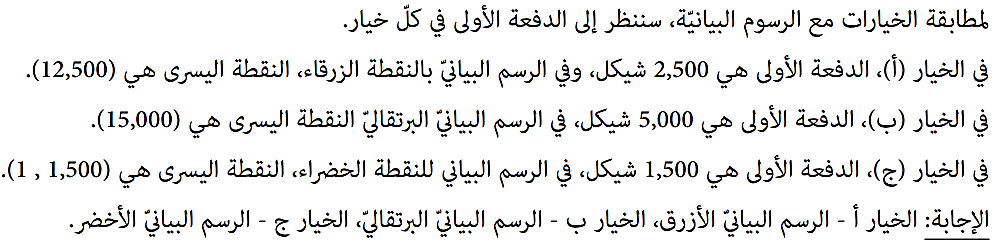 لمطابقة الخيارات مع الرسوم البيانيّة، سننظر إلى الدفعة الأولى في كلّ خيار.
في الخيار (أ)، الدفعة الأولى هي 2,500 شيكل، وفي الرسم البيانيّ بالنقطة الزرقاء، النقطة اليسرى هي (12,500).
في الخيار (ب)، الدفعة الأولى هي 5,000 شيكل، في الرسم البيانيّ البرتقاليّ النقطة اليسرى هي (15,000).
في الخيار (ج)، الدفعة الأولى هي 1,500 شيكل، في الرسم البياني للنقطة الخضراء، النقطة اليسرى هي (1,500 , 1).
الإجابة: الخيار أ - الرسم البيانيّ الأزرق، الخيار ب - الرسم البيانيّ البرتقاليّ، الخيار ج - الرسم البيانيّ الأخضر.